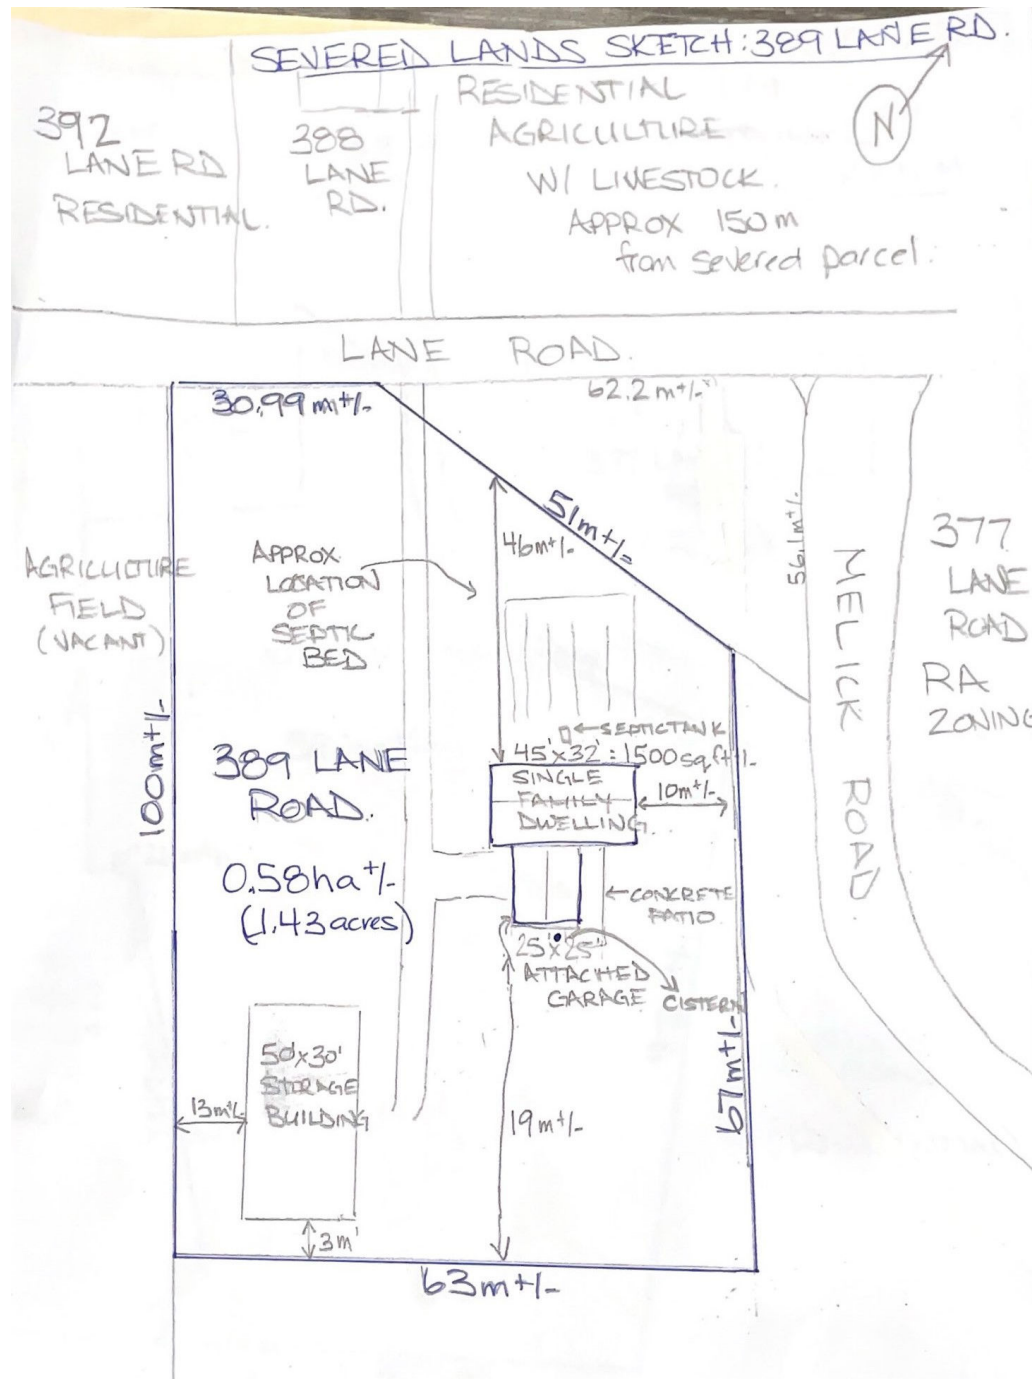 SEVERED LANDS SKETCH: 389 LANE RD.
392
LANE RD
RESIDENTIAL.
388
LANE
RD.
RESIDENTIAL
AGRICULTURE
W/ LIVESTOCK.
APPROX 150m
from severed parcel.
N
LANE ROAD.
30.99 m+/-
62.2 m+/-
51m+/-
46m+/-
56.1m+/-
APPROX
LOCATION
OF
SEPTIC
BED
AGRICULTURE
FIELD
(VACANT)
377
LANE
ROAD
RA
ZONING
MELICK ROAD
100m+/-
389 LANE
ROAD.
0.58ha+/-
(1.43 acres)
SEPTIC TANK
45'x32' : 1500 sq ft+/-
SINGLE
FAMILY
DWELLING
10m+/-
CONCRETE
PATIO
25'x25'
ATTACHED
GARAGE
CISTERN
50'x30'
STORAGE
BUILDING
13m+/-
19m+/-
67m+/-
3m'
63m+/-